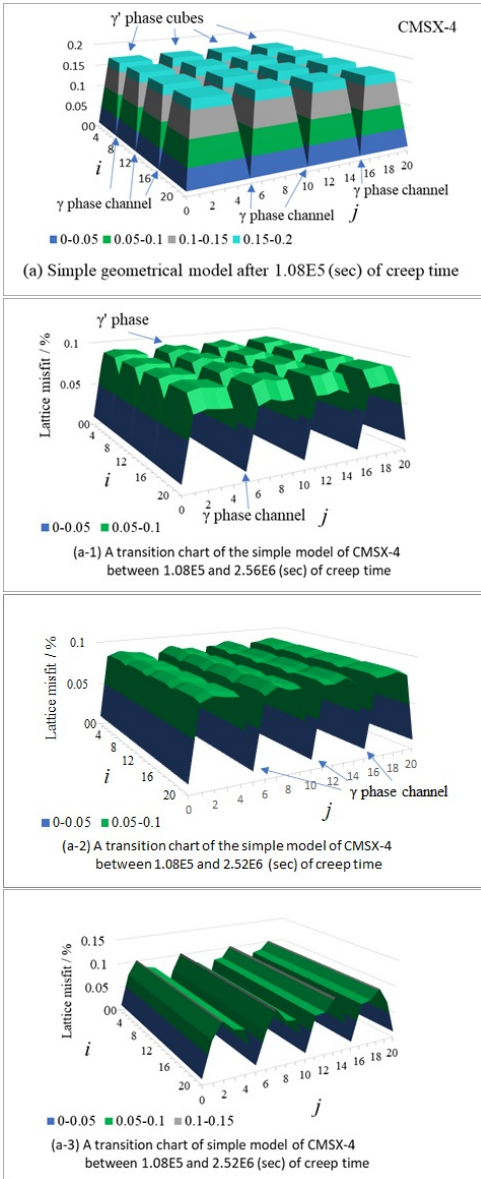 γ' phase cubes
CMSX-4
0.2
0.15
0.1
0.05
00
4
8
12
16
20
i
γ phase channel
0 2 4 6 8 10 12 14 16 18 20
γ phase channel
γ phase channel
j
0-0.05 0.05-0.1 0.1-0.15 0.15-0.2
(a) Simple geometrical model after 1.08E5 (sec) of creep time
γ' phase
Lattice misfit / %
0.1
0.05
00
4
8
12
16
20
i
0 2 4 6 8 10 12 14 16 18 20
γ phase channel
j
0-0.05 0.05-0.1
(a-1) A transition chart of the simple model of CMSX-4
between 1.08E5 and 2.56E6 (sec) of creep time
Lattice misfit / %
0.1
0.05
00
4
8
12
16
20
i
0 2 4 6 8 10 12 14 16 18 20
γ phase channel
j
0-0.05 0.05-0.1
(a-2) A transition chart of the simple model of CMSX-4
between 1.08E5 and 2.52E6 (sec) of creep time
Lattice misfit / %
0.15
0.1
0.05
00
4
8
12
16
20
i
0 2 4 6 8 10 12 14 16 18 20
j
0-0.05 0.05-0.1 0.1-0.15
(a-3) A transition chart of simple model of CMSX-4
between 1.08E5 and 2.52E6 (sec) of creep time